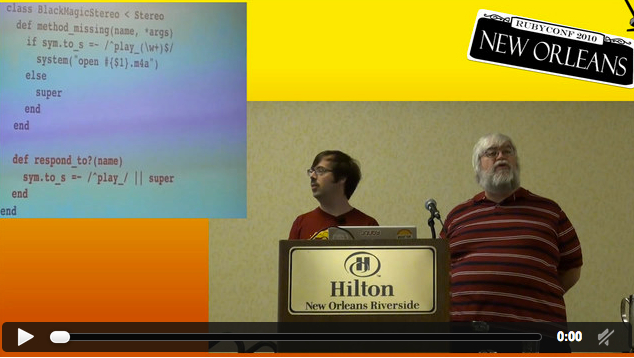 class BlackMagicStereo < Stereo
  def method_missing(name, *args)
    if sym.to_s =~ /^play_(\w+)$/
      system("open #{$1}.m4a")
    else
      super
    end
  end

  def respond_to?(name)
    sym.to_s =~ /^play_/ || super
  end
end
RUBYCONF 2010
NEW ORLEANS
Hilton
New Orleans Riverside
0:00